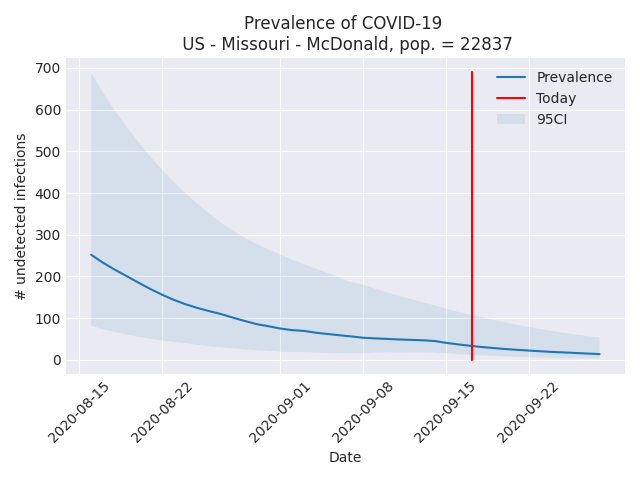 Prevalence of COVID-19
US - Missouri - McDonald, pop. = 22837
700
600
500
400
300
200
100
0
# undetected infections
Prevalence
Today
95CI
2020-08-15
2020-08-22
2020-09-01
2020-09-08
2020-09-15
2020-09-22
Date